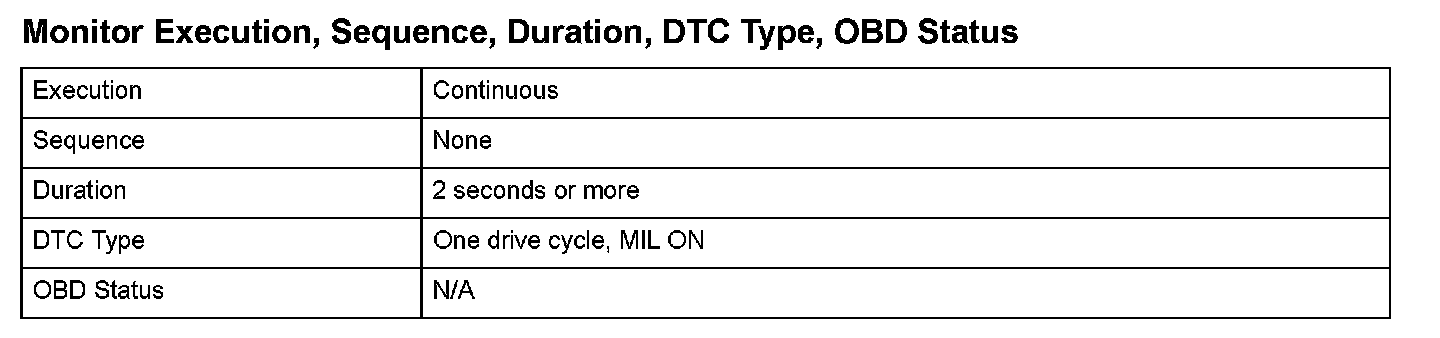 Monitor Execution, Sequence, Duration, DTC Type, OBD Status
Execution Continuous
Sequence None
Duration 2 seconds or more
DTC Type One drive cycle, MIL ON
OBD Status N/A